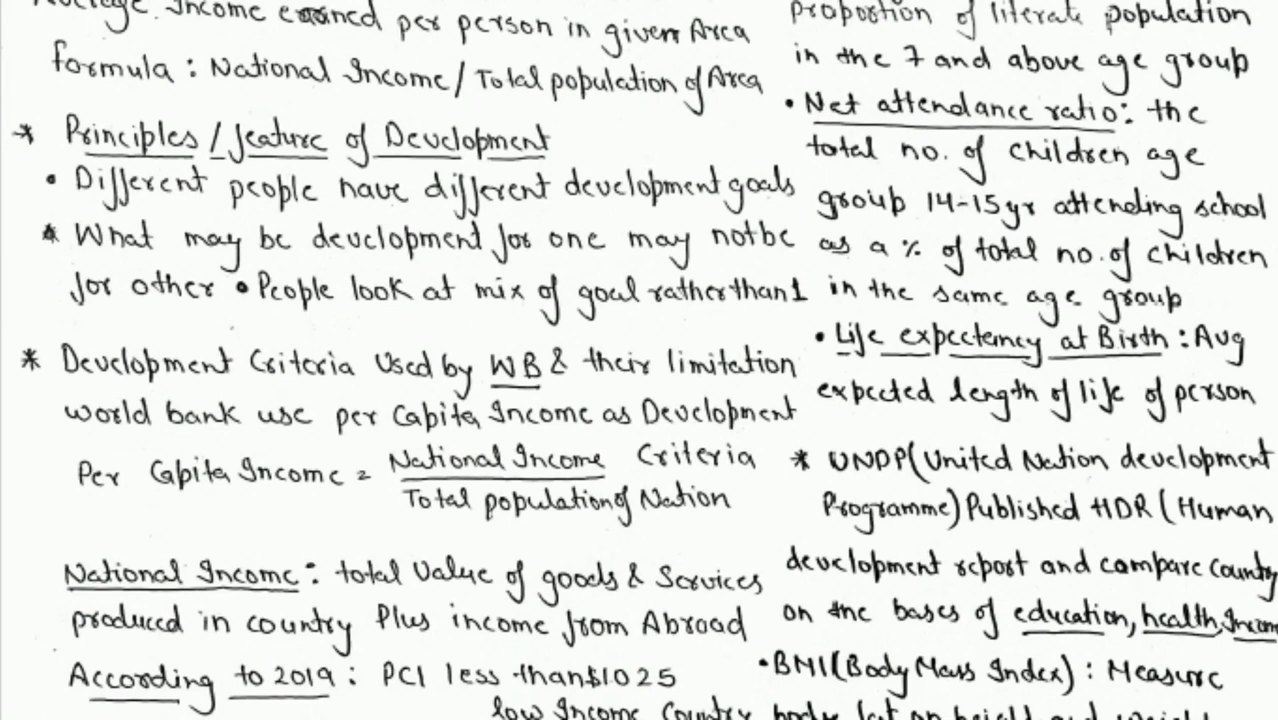 Average. Income earned per person in given Area
formula : National Income / Total population of Area
* Principles / feature of Development
• Different people have different development goals
* What may be development for one may not be
for other • People look at mix of goal rather than 1
* Development Criteria Used by WB & their limitation
world bank use per Capita Income as Development
Per Capita Income = National Income Criteria
Total population of Nation
National Income : total Value of goods & Services
produced in country Plus income from Abroad
According to 2019 : PCI less than $1025
low Income Country
proportion of literate population
in the 7 and above age group
• Net attendance ratio : the
total no. of children age
group 14-15 yr attending school
as a % of total no. of children
in the same age group
• Life expectency at Birth : Aug
expected length of life of person
* UNDP (United Nation development
Programme) Published HDR (Human
development report and compare country
on the bases of education, health, Incom
• BMI (Body Mass Index) : Measure